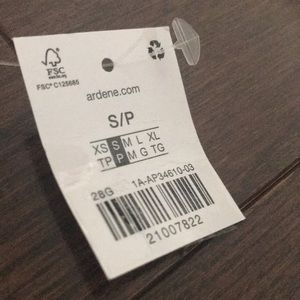 FSC
FSC® C125685
ardene.com
S/P
XS S M L XL
TP P M G TG
28G 1A-AP34610-03
21007822